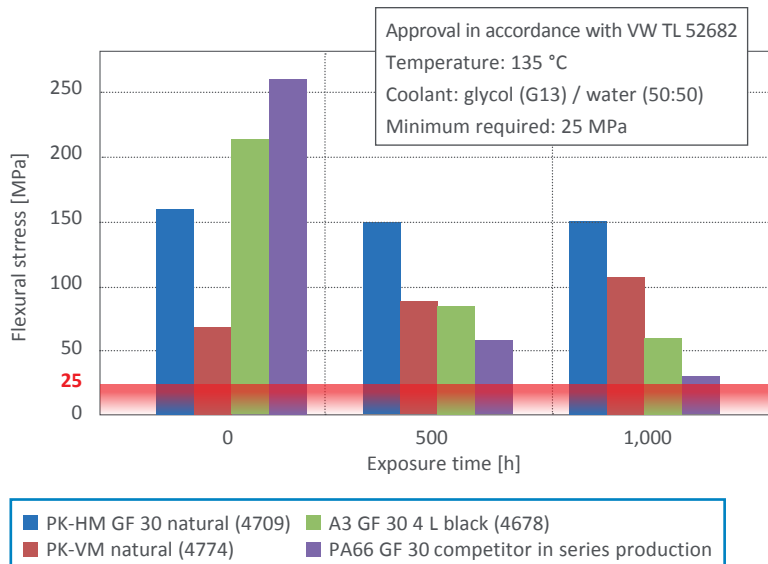 Approval in accordance with VW TL 52682
Temperature: 135 °C
Coolant: glycol (G13) / water (50:50)
Minimum required: 25 MPa
Flexural strress [MPa]
250
200
150
100
50
25
0
0 500 1,000
Exposure time [h]
PK-HM GF 30 natural (4709) A3 GF 30 4 L black (4678)
PK-VM natural (4774) PA66 GF 30 competitor in series production